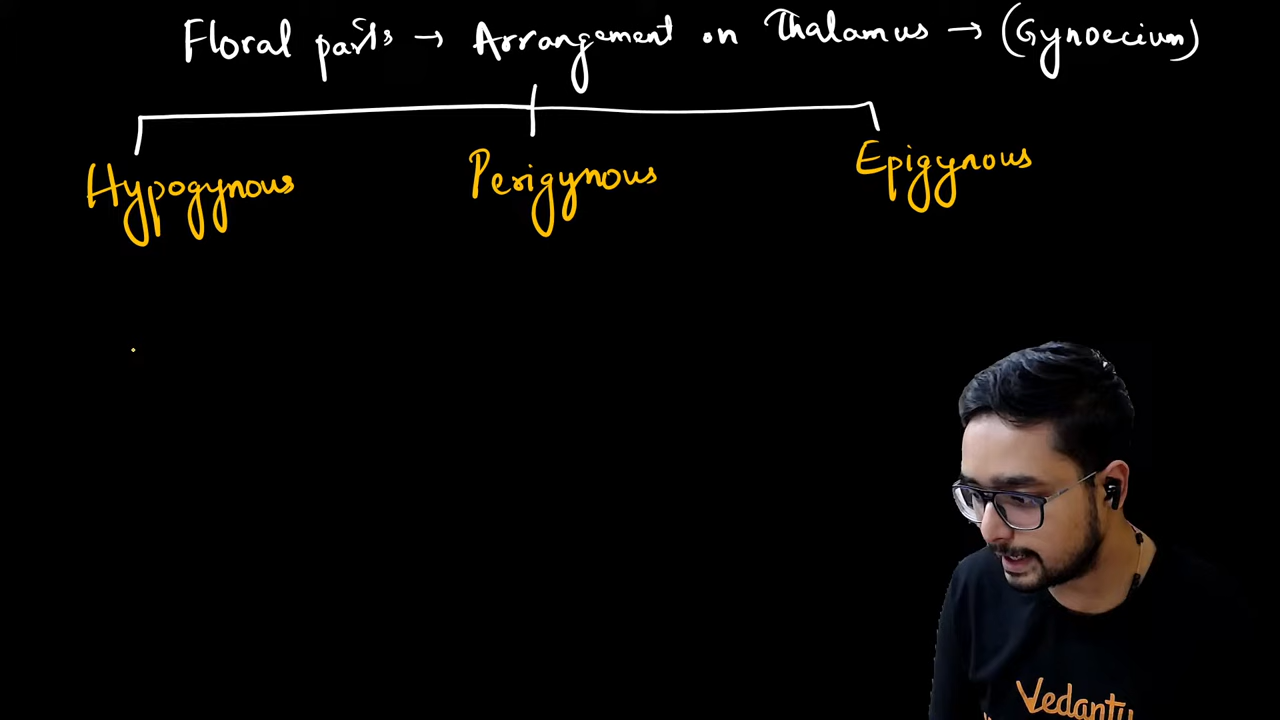 Floral parts → Arrangement on Thalamus → (Gynoecium)
Hypogynous Perigynous Epigynous
Vedantu